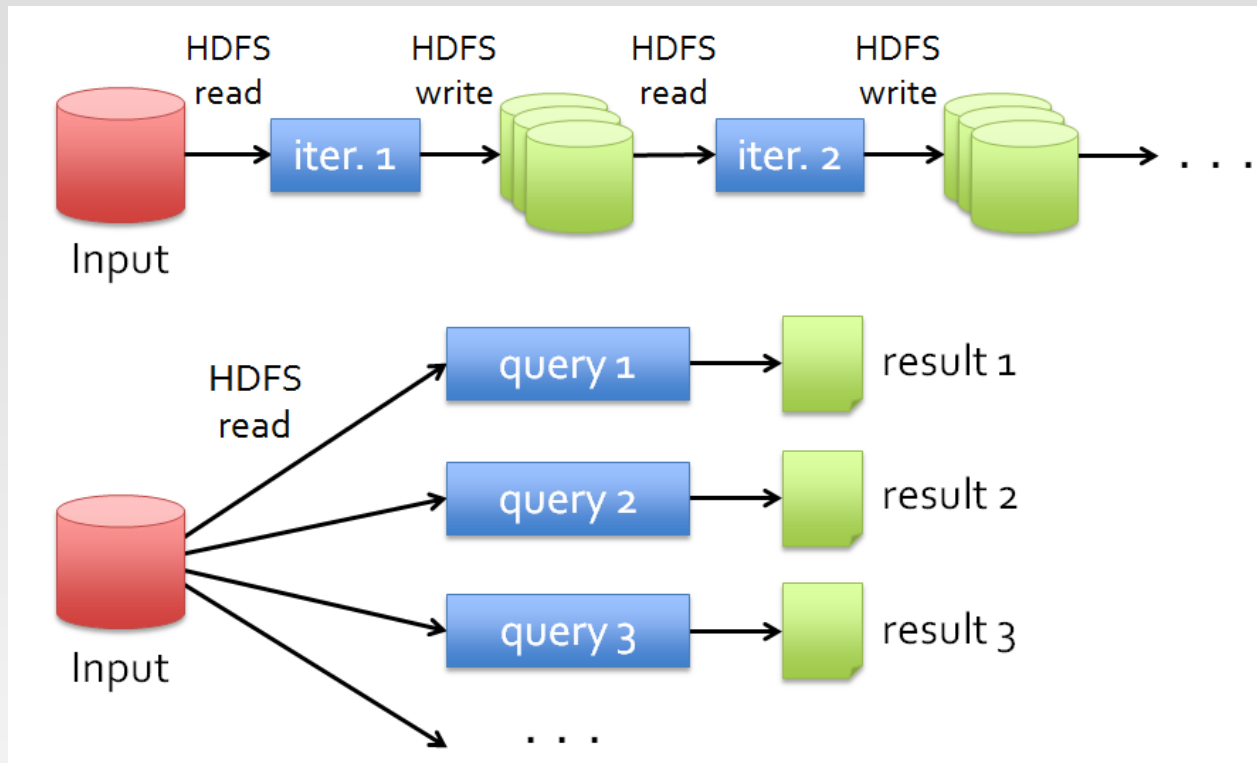 HDFS read
HDFS write
HDFS read
HDFS write
iter. 1
iter. 2
. . .
Input
HDFS read
query 1
result 1
query 2
result 2
query 3
result 3
Input
. . .